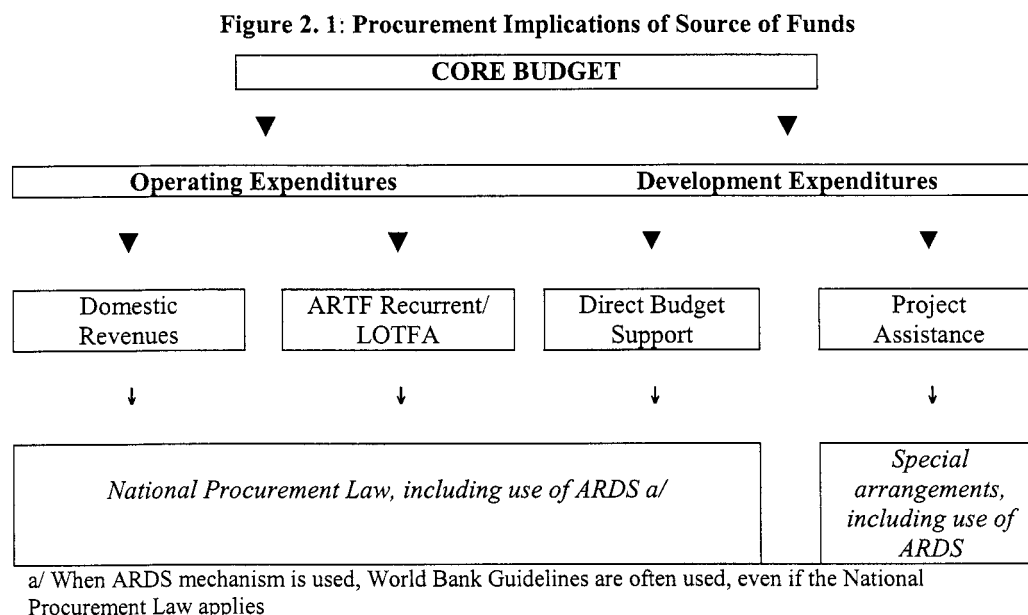 Figure 2. 1: Procurement Implications of Source of Funds
CORE BUDGET
Operating Expenditures
Development Expenditures
Domestic
Revenues
ARTF Recurrent/
LOTFA
Direct Budget
Support
Project
Assistance
National Procurement Law, including use of ARDS a/
Special
arrangements,
including use of
ARDS
a/ When ARDS mechanism is used, World Bank Guidelines are often used, even if the National
Procurement Law applies